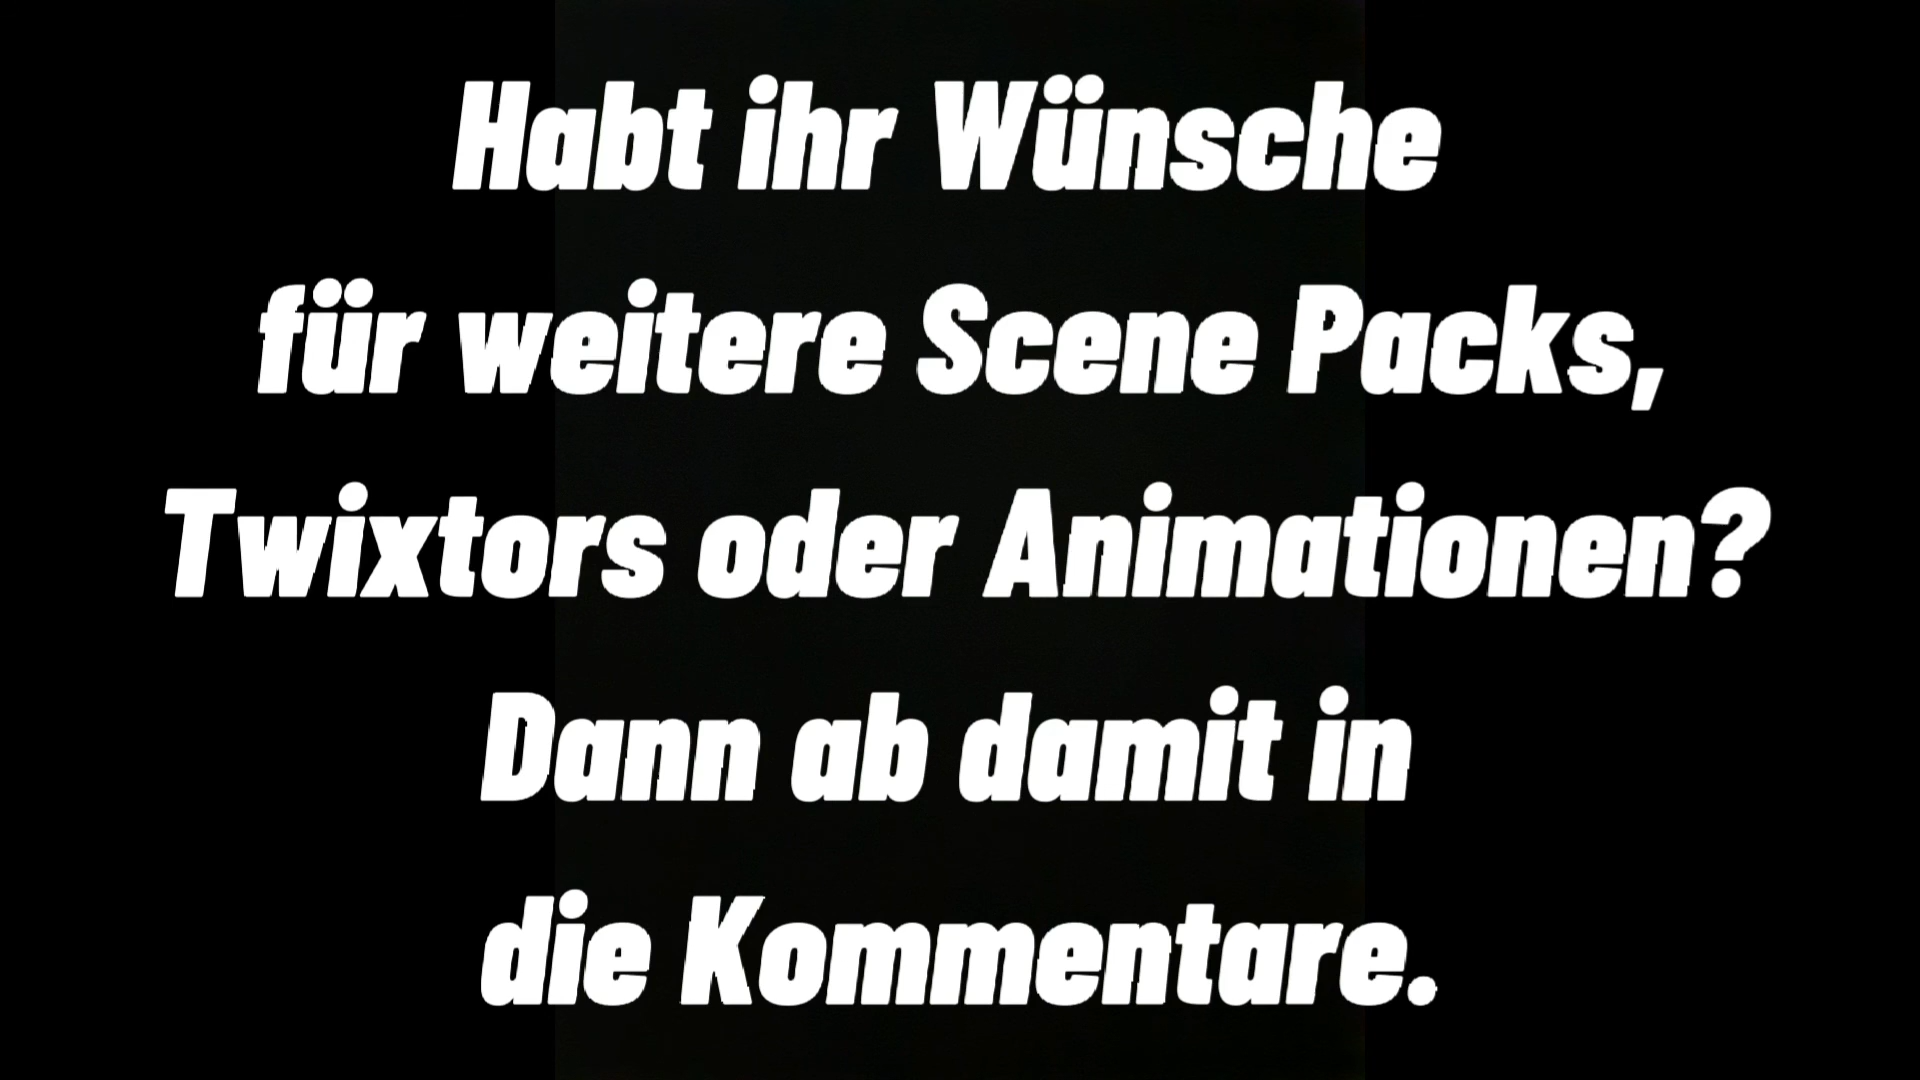 Habt ihr Wünsche
für weitere Scene Packs,
Twixtors oder Animationen?
Dann ab damit in
die Kommentare.